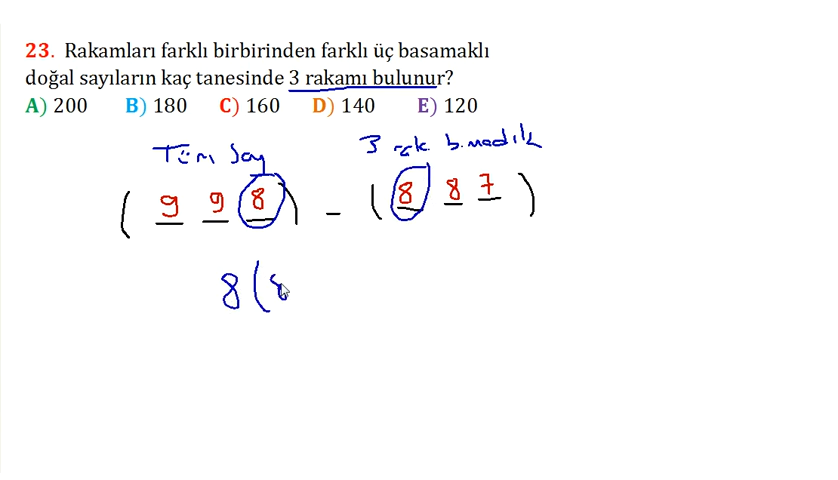 23. Rakamları farklı birbirinden farklı üç basamaklı
doğal sayıların kaç tanesinde 3 rakamı bulunur?
A) 200 B) 180 C) 160 D) 140 E) 120
Tüm Say 3 rak. b.madık
( 9 9 8 ) - ( 8 8 7 )
8 ( 8